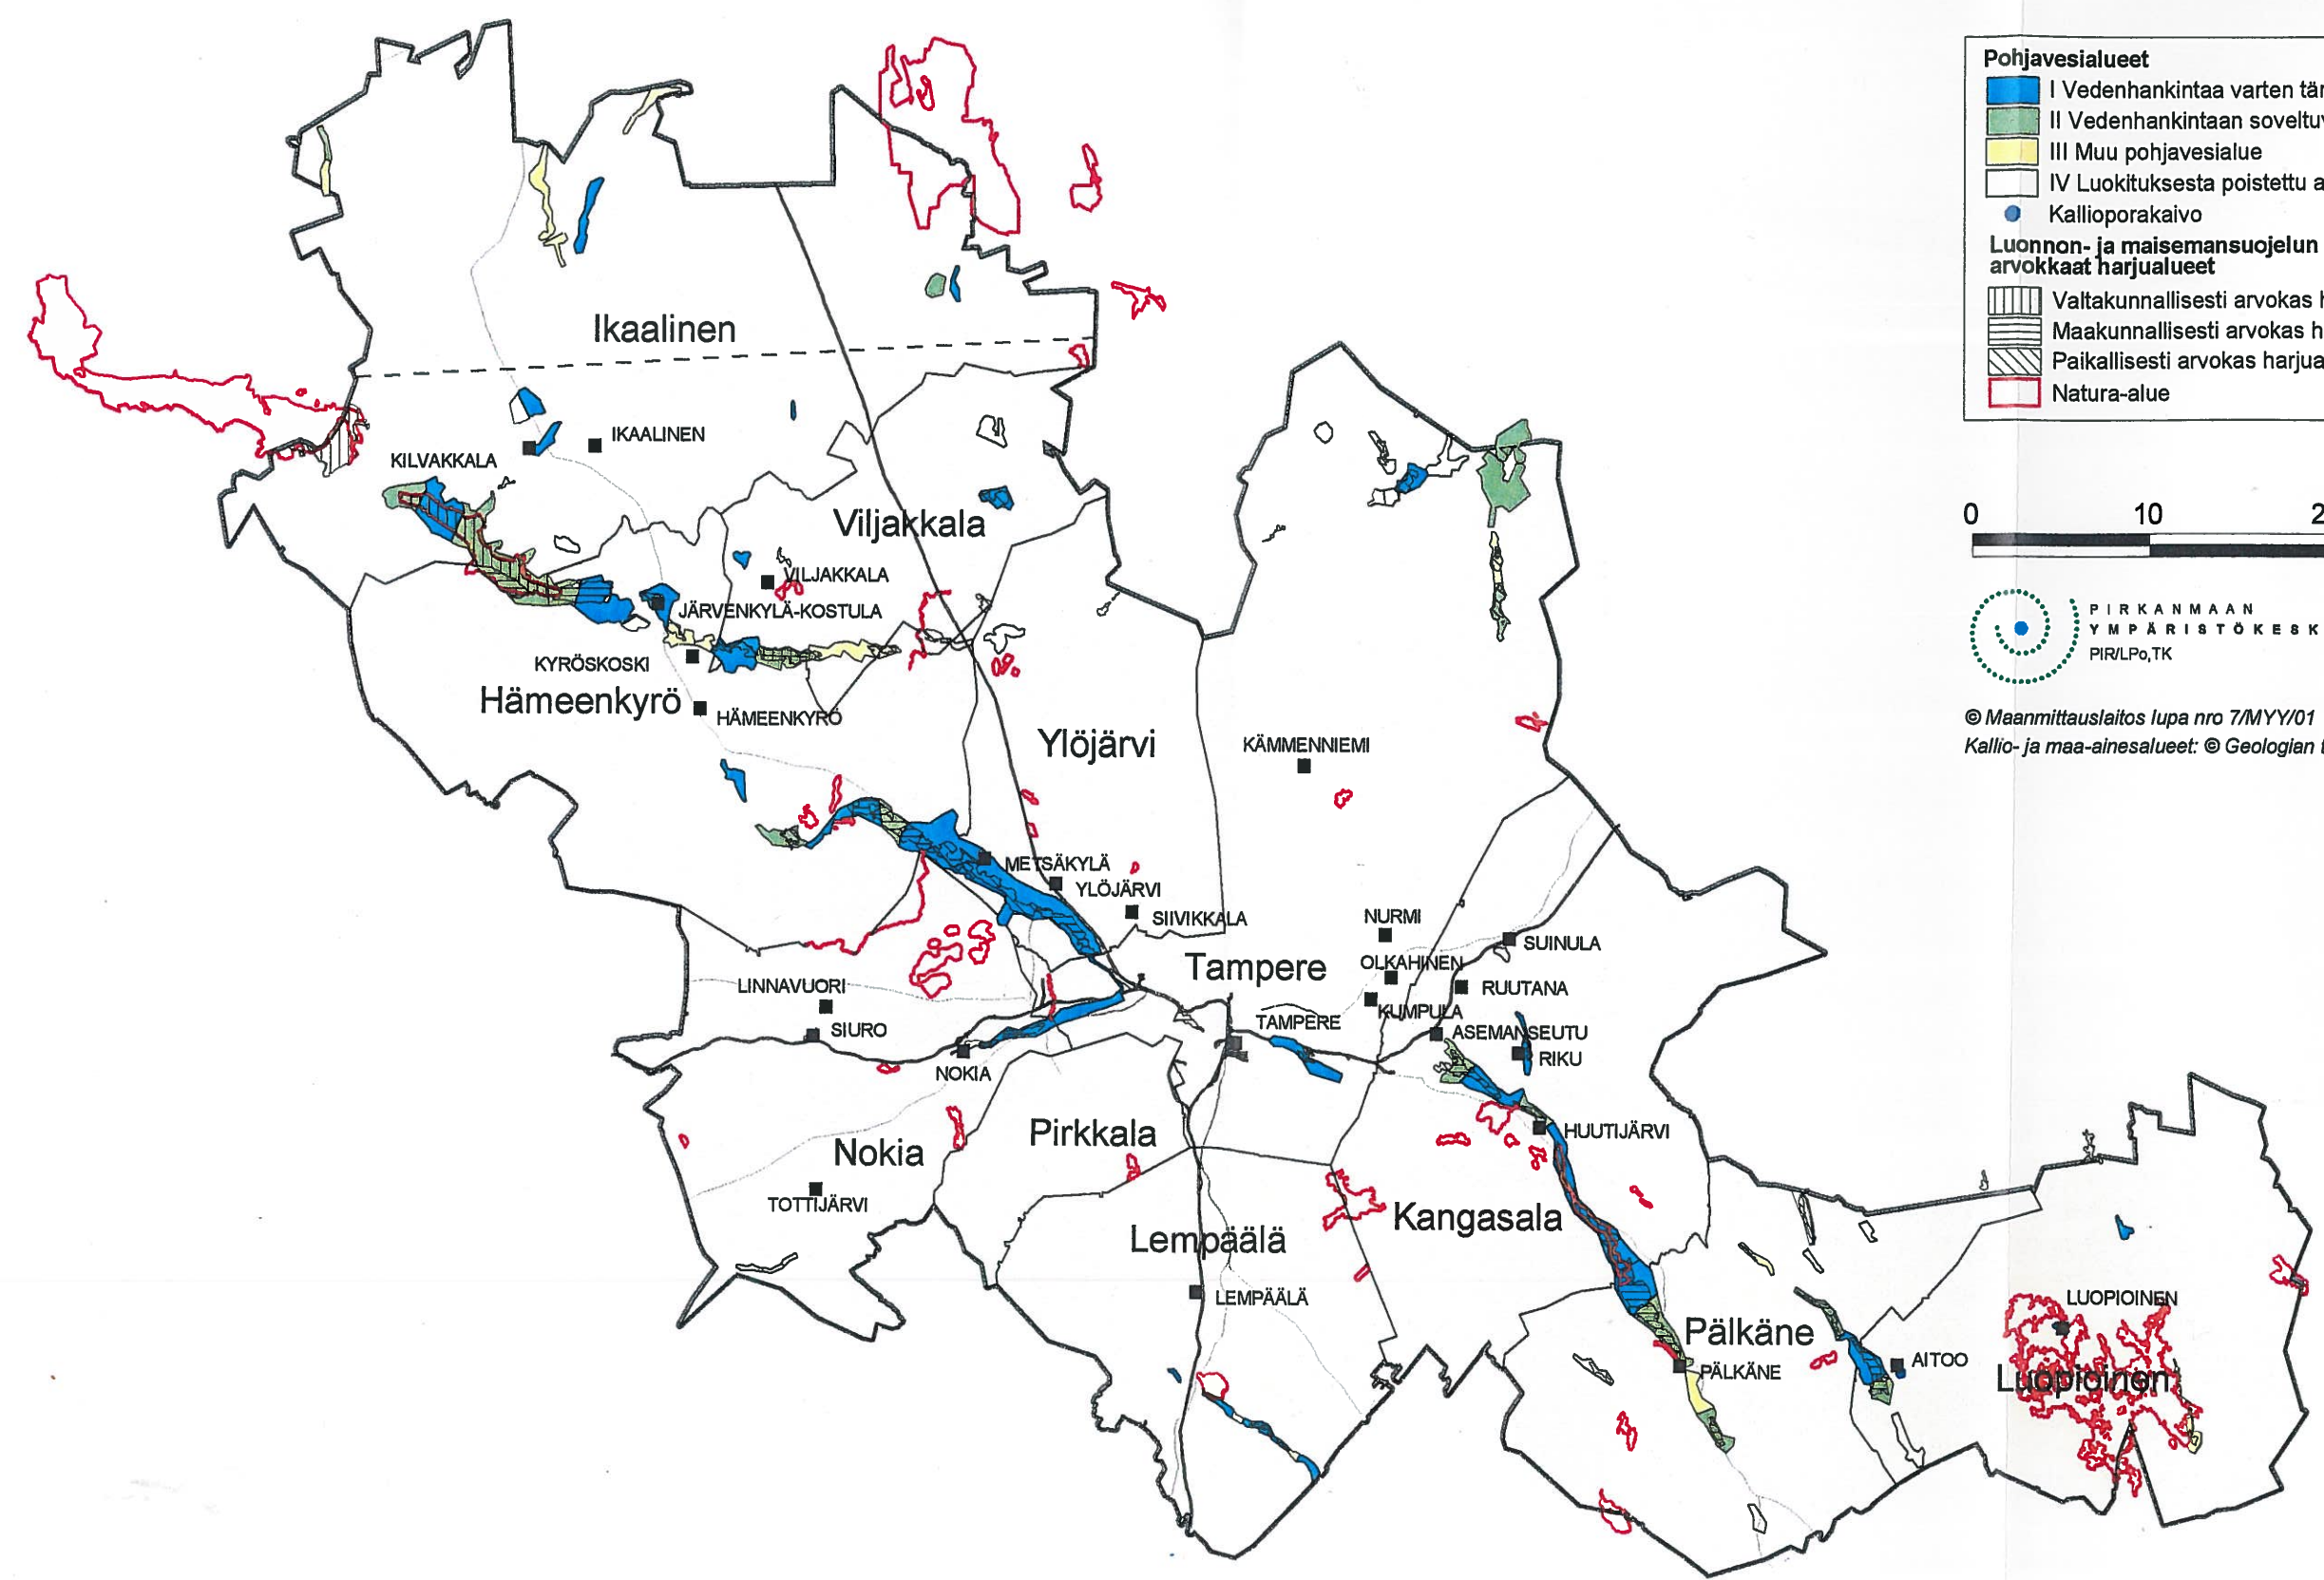 Pohjavesialueet
I Vedenhankintaa varten
II Vedenhankintaan
III Muu pohjavesialue
IV Luokituksesta poistettu
Kallioporakaivo
Luonnon- ja maisemansuojelun
arvokkaat harjualueet
Valtakunnallisesti arvokas
Maakunnallisesti arvokas
Paikallisesti arvokas
Natura-alue
0 10
PIRKANMAAN
PIR/LPo,TK
© Maanmittauslaitos lupa nro 7/MYY/01
Kallio- ja maa-ainesalueet: © Geologian
Ikaalinen
IKAALINEN
KILVAKKALA
Viljakkala
VILJAKKALA
JÄRVENKYLÄ-KOSTULA
KYRÖSKOSKI
Hämeenkyrö
HÄMEENKYRÖ
Ylöjärvi
KÄMMENNIEMI
METSÄKYLÄ
YLÖJÄRVI
SIIVIKKALA
NURMI
SUINULA
Tampere
OLKAHINEN
LINNAVUORI
RUUTANA
KUMPULA
TAMPERE
SIURO
ASEMANSEUTU
RIKU
NOKIA
Pirkkala
HUUTIJÄRVI
Nokia
TOTTIJÄRVI
Kangasala
Lempäälä
LEMPÄÄLÄ
LUOPIOINEN
Pälkäne
PÄLKÄNE
AITOO
Luopioinen